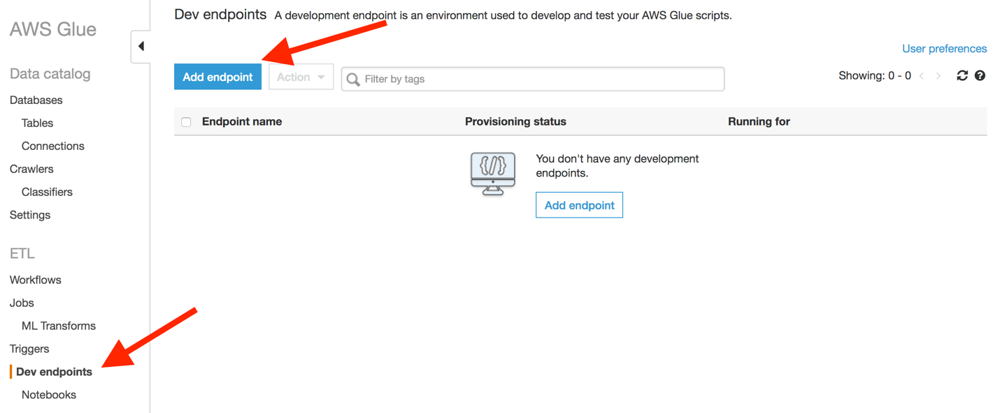 AWS Glue
Data catalog
Databases
Tables
Connections
Crawlers
Classifiers
Settings
ETL
Workflows
Jobs
ML Transforms
Triggers
Dev endpoints
Notebooks
Dev endpoints A development endpoint is an environment used to develop and test your AWS Glue scripts.
User preferences
Add endpoint Action Filter by tags Showing: 0 - 0
Endpoint name Provisioning status Running for
{/}
You don't have any development
endpoints.
Add endpoint